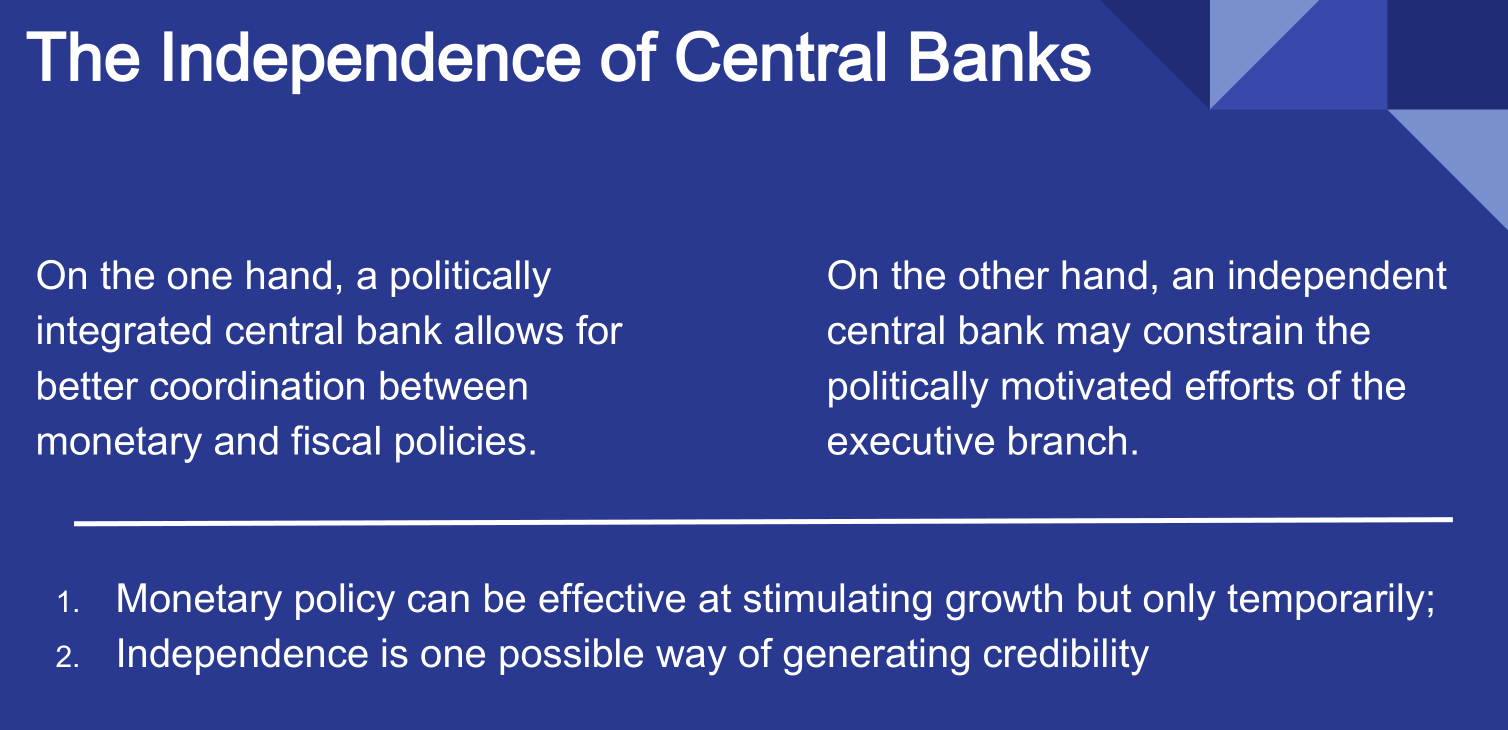 The Independence of Central Banks
On the one hand, a politically
integrated central bank allows for
better coordination between
monetary and fiscal policies.
On the other hand, an independent
central bank may constrain the
politically motivated efforts of the
executive branch.
1. Monetary policy can be effective at stimulating growth but only temporarily;
2. Independence is one possible way of generating credibility